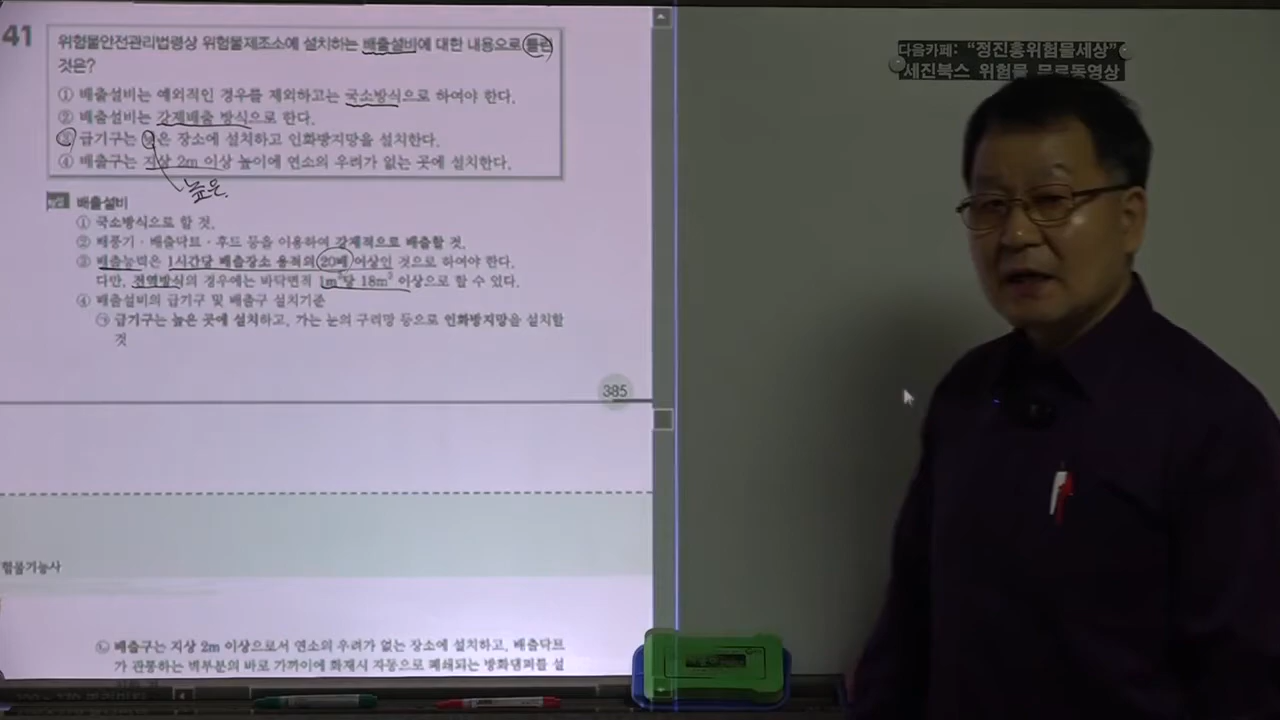 41
위험물안전관리법령상 위험물제조소에 설치하는 배출설비에 대한 내용으로 틀린
것은?
① 배출설비는 예외적인 경우를 제외하고는 국소방식으로 하여야 한다.
② 배출설비는 강제배출 방식으로 한다.
③ 급기구는 은 장소에 설치하고 인화방지망을 설치한다.
④ 배출구는 지상 2m 이상 높이에 연소의 우려가 없는 곳에 설치한다.
높은.
배출설비
① 국소방식으로 할 것.
② 배풍기·배출닥트·후드 등을 이용하여 강제적으로 배출할 것.
③ 배출능력은 1시간당 배출장소 용적의 20배 이상인 것으로 하여야 한다.
다만, 전역방식의 경우에는 바닥면적 1m²당 18m³ 이상으로 할 수 있다.
④ 배출설비의 급기구 및 배출구 설치기준
㉠ 급기구는 높은 곳에 설치하고, 가는 눈의 구리망 등으로 인화방지망을 설치할
것
385
험물기능사
㉡ 배출구는 지상 2m 이상으로서 연소의 우려가 없는 장소에 설치하고, 배출닥트
가 관통하는 벽부분의 바로 가까이에 화재시 자동으로 폐쇄되는 방화댐퍼를 설
다음카페: "정진홍위험물세상"
세진북스 위험물 무료동영상